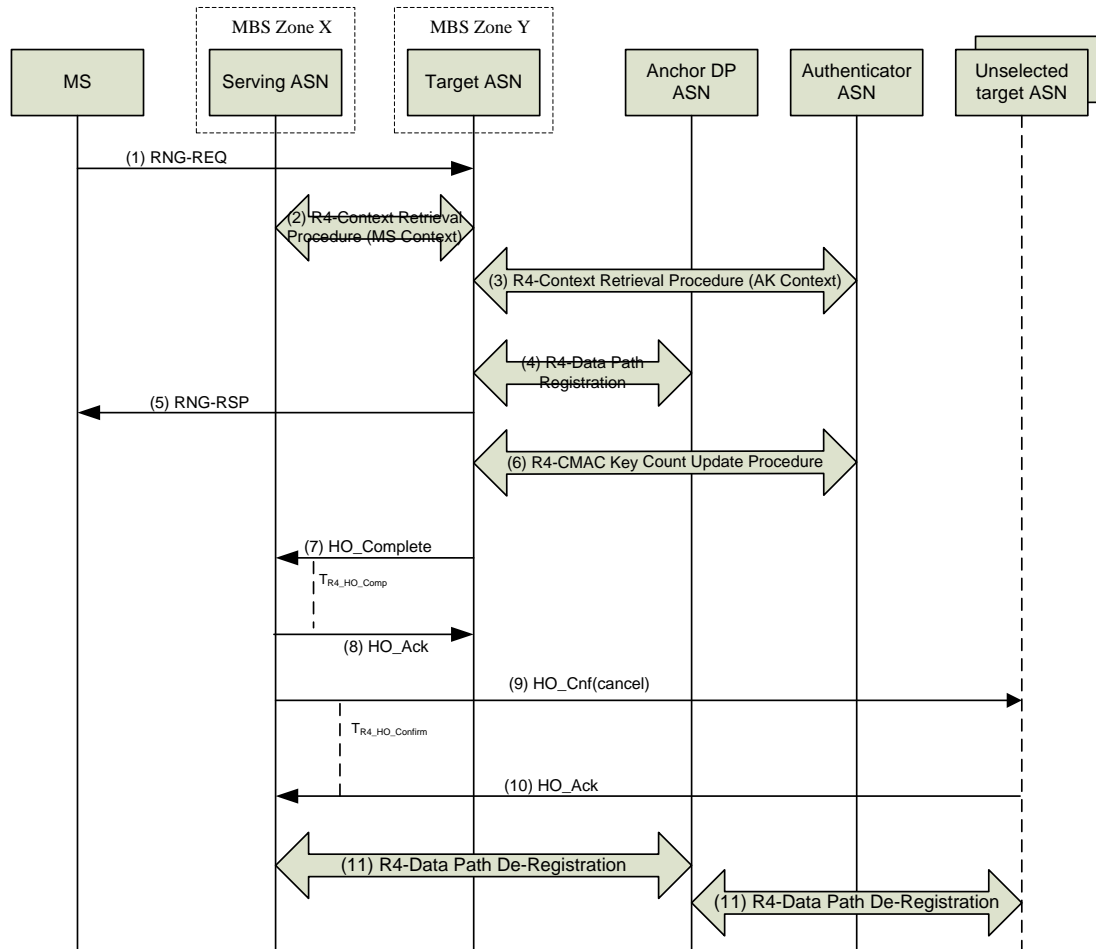 MBS Zone X
MBS Zone Y
MS
Serving ASN
Target ASN
Anchor DP
ASN
Authenticator
ASN
Unselected
target ASN
(1) RNG-REQ
(2) R4-Context Retrieval
Procedure (MS Context)
(3) R4-Context Retrieval Procedure (AK Context)
(4) R4-Data Path
Registration
(5) RNG-RSP
(6) R4-CMAC Key Count Update Procedure
(7) HO_Complete
TR4_HO_Comp
(8) HO_Ack
(9) HO_Cnf(cancel)
TR4_HO_Confirm
(10) HO_Ack
(11) R4-Data Path De-Registration
(11) R4-Data Path De-Registration